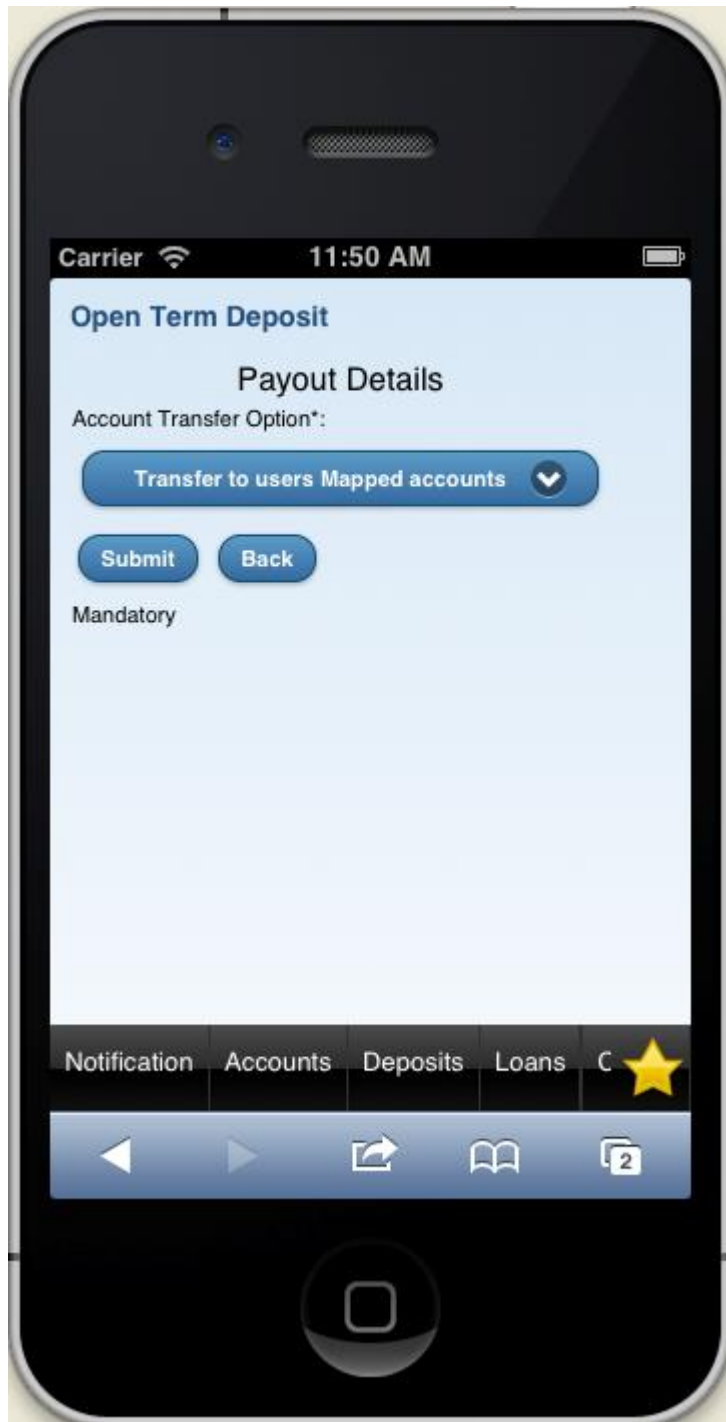 Carrier 11:50 AM
Open Term Deposit
Payout Details
Account Transfer Option*:
Transfer to users Mapped accounts
Submit Back
Mandatory
Notification Accounts Deposits Loans
2